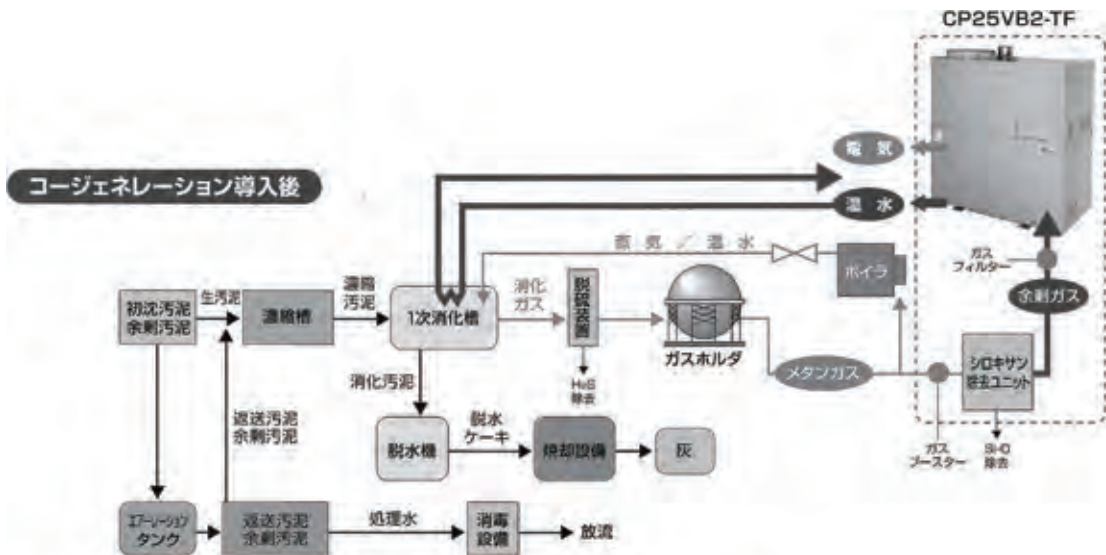 CP25VB2-TF
コージェネレーション導入後
電気
温水
蒸気／温水
ボイラ
ガス
フィルター
余剰ガス
初沈汚泥
余剰汚泥
生汚泥
濃縮槽
濃縮
汚泥
1次消化槽
消化
ガス
脱硫装置
H₂S
除去
ガスホルダ
メタンガス
ガス
ブースター
シロキサン
除去ユニット
Si-O
除去
消化汚泥
返送汚泥
余剰汚泥
脱水機
脱水
ケーキ
焼却設備
灰
エアーレーション
タンク
返送汚泥
余剰汚泥
処理水
消毒
設備
放流